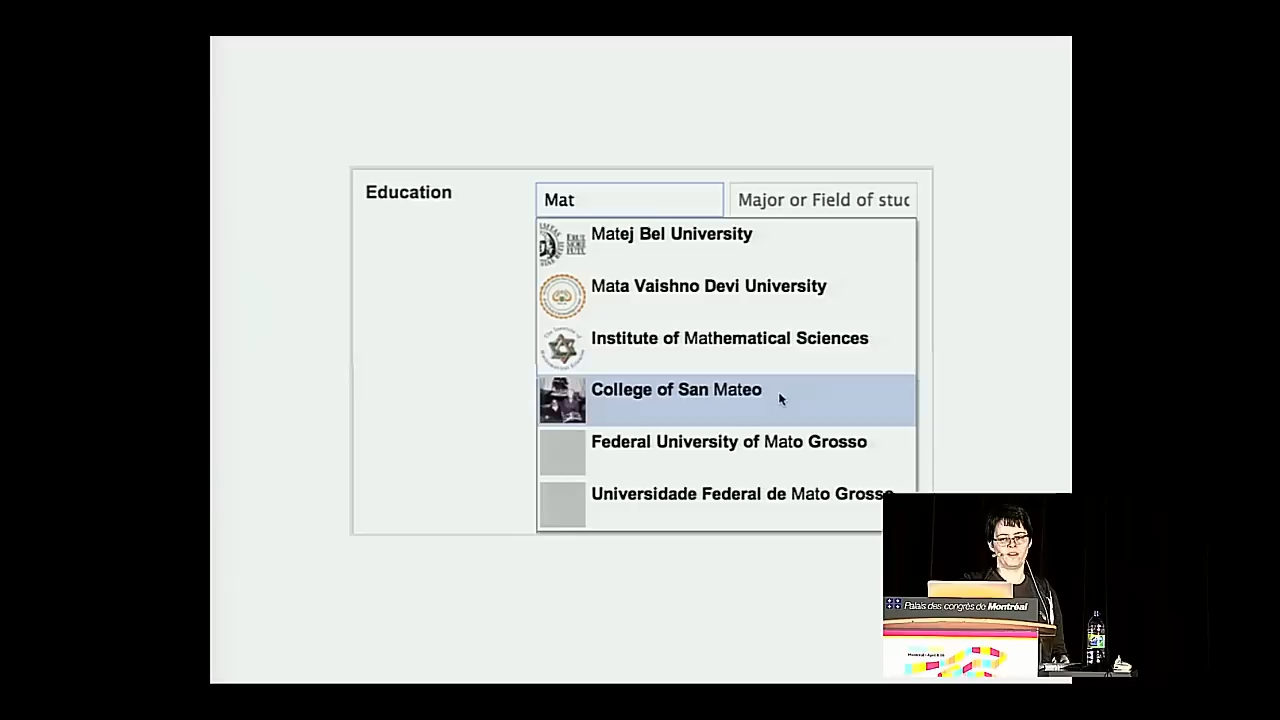 Education
Mat
Major or Field of stud
Matej Bel University
Mata Vaishno Devi University
Institute of Mathematical Sciences
College of San Mateo
Federal University of Mato Grosso
Universidade Federal de Mato Grosso
Palais des congrès de Montréal